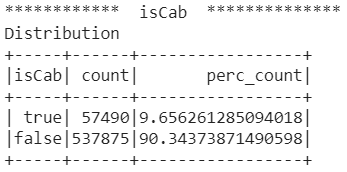 ************  isCab  **************
Distribution
+-----+------+-----------------+
|isCab| count|       perc_count|
+-----+------+-----------------+
| true| 57490|9.656261285094018|
|false|537875|90.34373871490598|
+-----+------+-----------------+